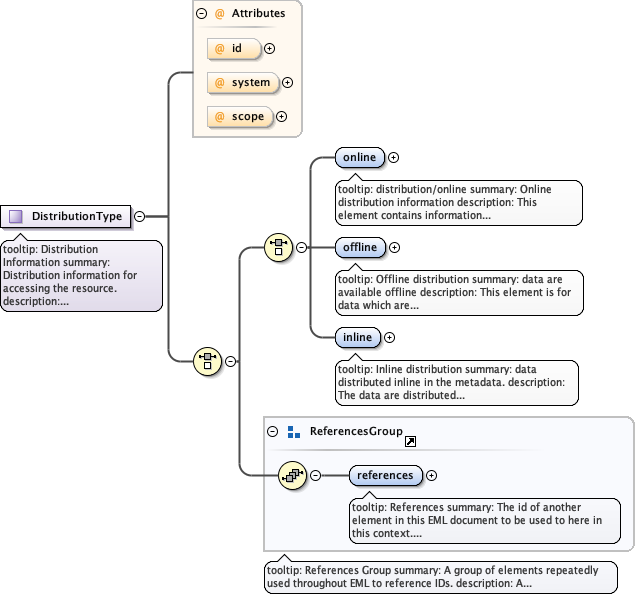 @ Attributes
@ id
@ system
@ scope
DistributionType
tooltip: Distribution
Information summary:
Distribution information for
accessing the resource.
description:...
online
tooltip: distribution/online summary: Online
distribution information description: This
element contains information...
offline
tooltip: Offline distribution summary: data are
available offline description: This element is for
data which are...
inline
tooltip: Inline distribution summary: data
distributed inline in the metadata. description:
The data are distributed...
ReferencesGroup
references
tooltip: References summary: The id of another
element in this EML document to be used to here in
this context....
tooltip: References Group summary: A group of elements repeatedly
used throughout EML to reference IDs. description: A...